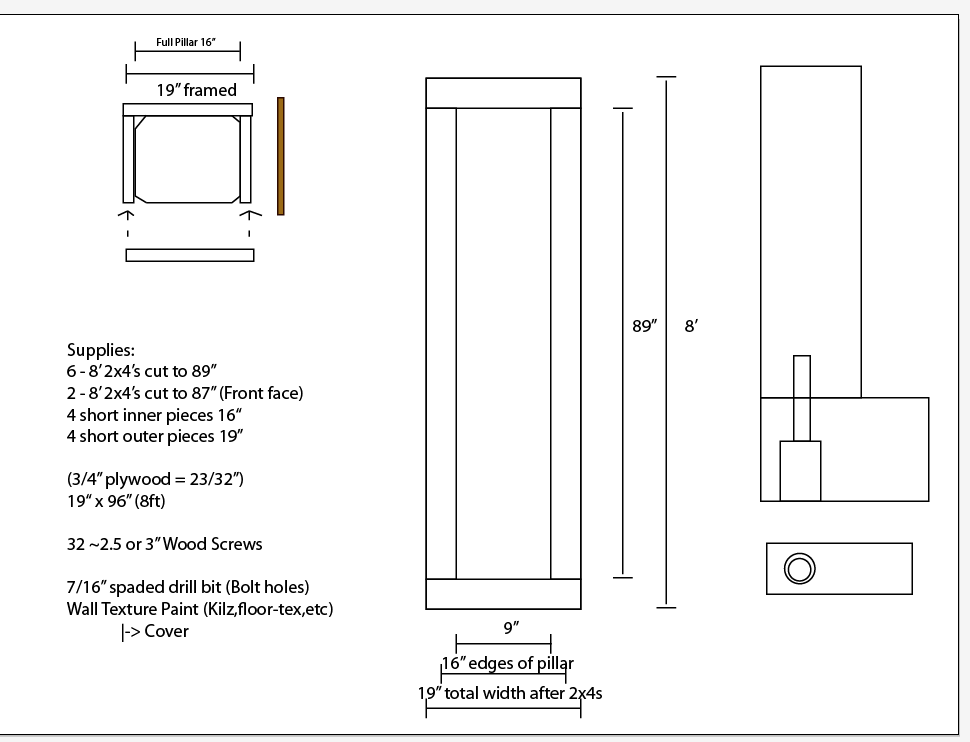 Full Pillar 16”
19” framed
89”
8’
Supplies:
6 - 8’ 2x4’s cut to 89”
2 - 8’ 2x4’s cut to 87” (Front face)
4 short inner pieces 16“
4 short outer pieces 19”
(3/4” plywood = 23/32”)
19“ x 96” (8ft)
32 ~2.5 or 3” Wood Screws
7/16” spaded drill bit (Bolt holes)
Wall Texture Paint (Kilz,floor-tex,etc)
|-> Cover
9”
16” edges of pillar
19” total width after 2x4s